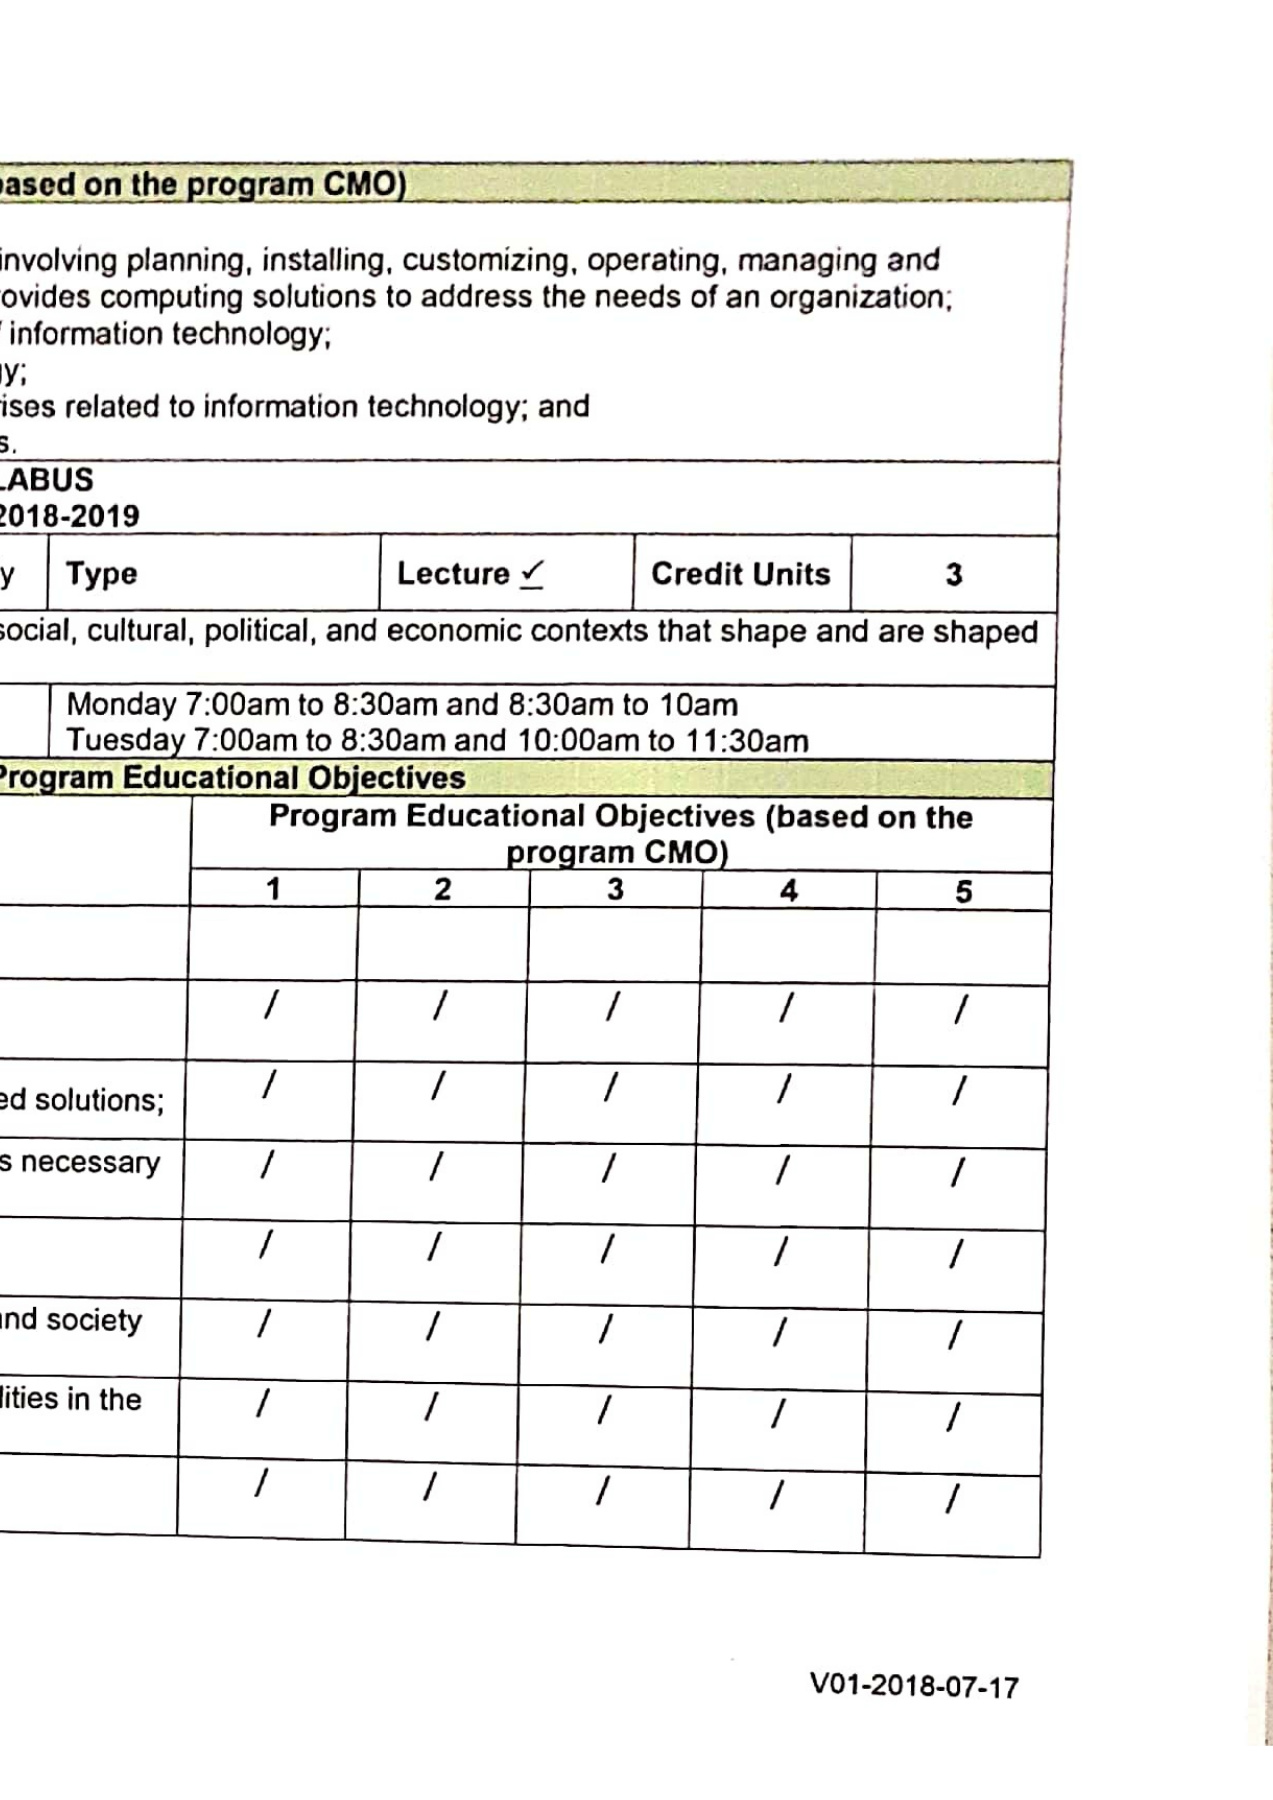 based on the program CMO)
involving planning, installing, customizing, operating, managing and
ovides computing solutions to address the needs of an organization;
information technology;
gy;
ises related to information technology; and
s.
LABUS
2018-2019
y Type Lecture ✓ Credit Units 3
social, cultural, political, and economic contexts that shape and are shaped
Monday 7:00am to 8:30am and 8:30am to 10am
Tuesday 7:00am to 8:30am and 10:00am to 11:30am
Program Educational Objectives
Program Educational Objectives (based on the
program CMO)
1 2 3 4 5
/ / / / /
ed solutions; / / / / /
s necessary / / / / /
/ / / / /
and society / / / / /
lities in the / / / / /
/ / / / /
V01-2018-07-17